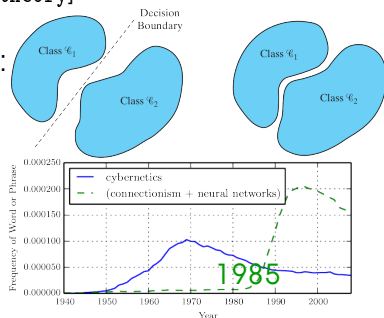 theory]
Decision
Boundary
Class 𝒞1
Class 𝒞2
Class 𝒞1
Class 𝒞2
:
Frequency of Word or Phrase
0.000250
0.000200
0.000150
0.000100
0.000050
0.000000
cybernetics
(connectionism + neural networks)
1985
1940 1950 1960 1970 1980 1990 2000
Year